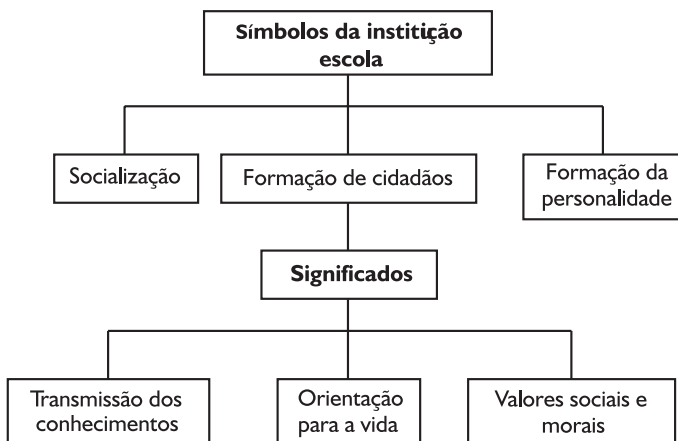 Símbolos da instituição
escola
Socialização
Formação de cidadãos
Formação da
personalidade
Significados
Transmissão dos
conhecimentos
Orientação
para a vida
Valores sociais e
morais